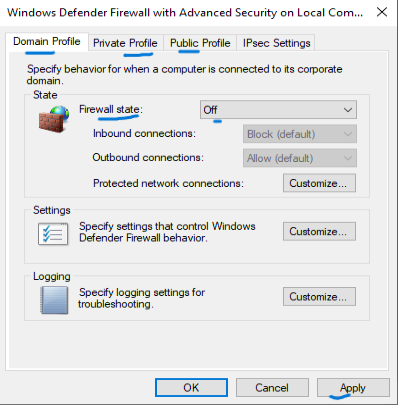 Windows Defender Firewall with Advanced Security on Local Com...
Domain Profile Private Profile Public Profile IPsec Settings
Specify behavior for when a computer is connected to its corporate
domain.
State
Firewall state: Off
Inbound connections: Block (default)
Outbound connections: Allow (default)
Protected network connections: Customize...
Settings
Specify settings that control Windows
Defender Firewall behavior.
Customize...
Logging
Specify logging settings for
troubleshooting.
Customize...
OK Cancel Apply